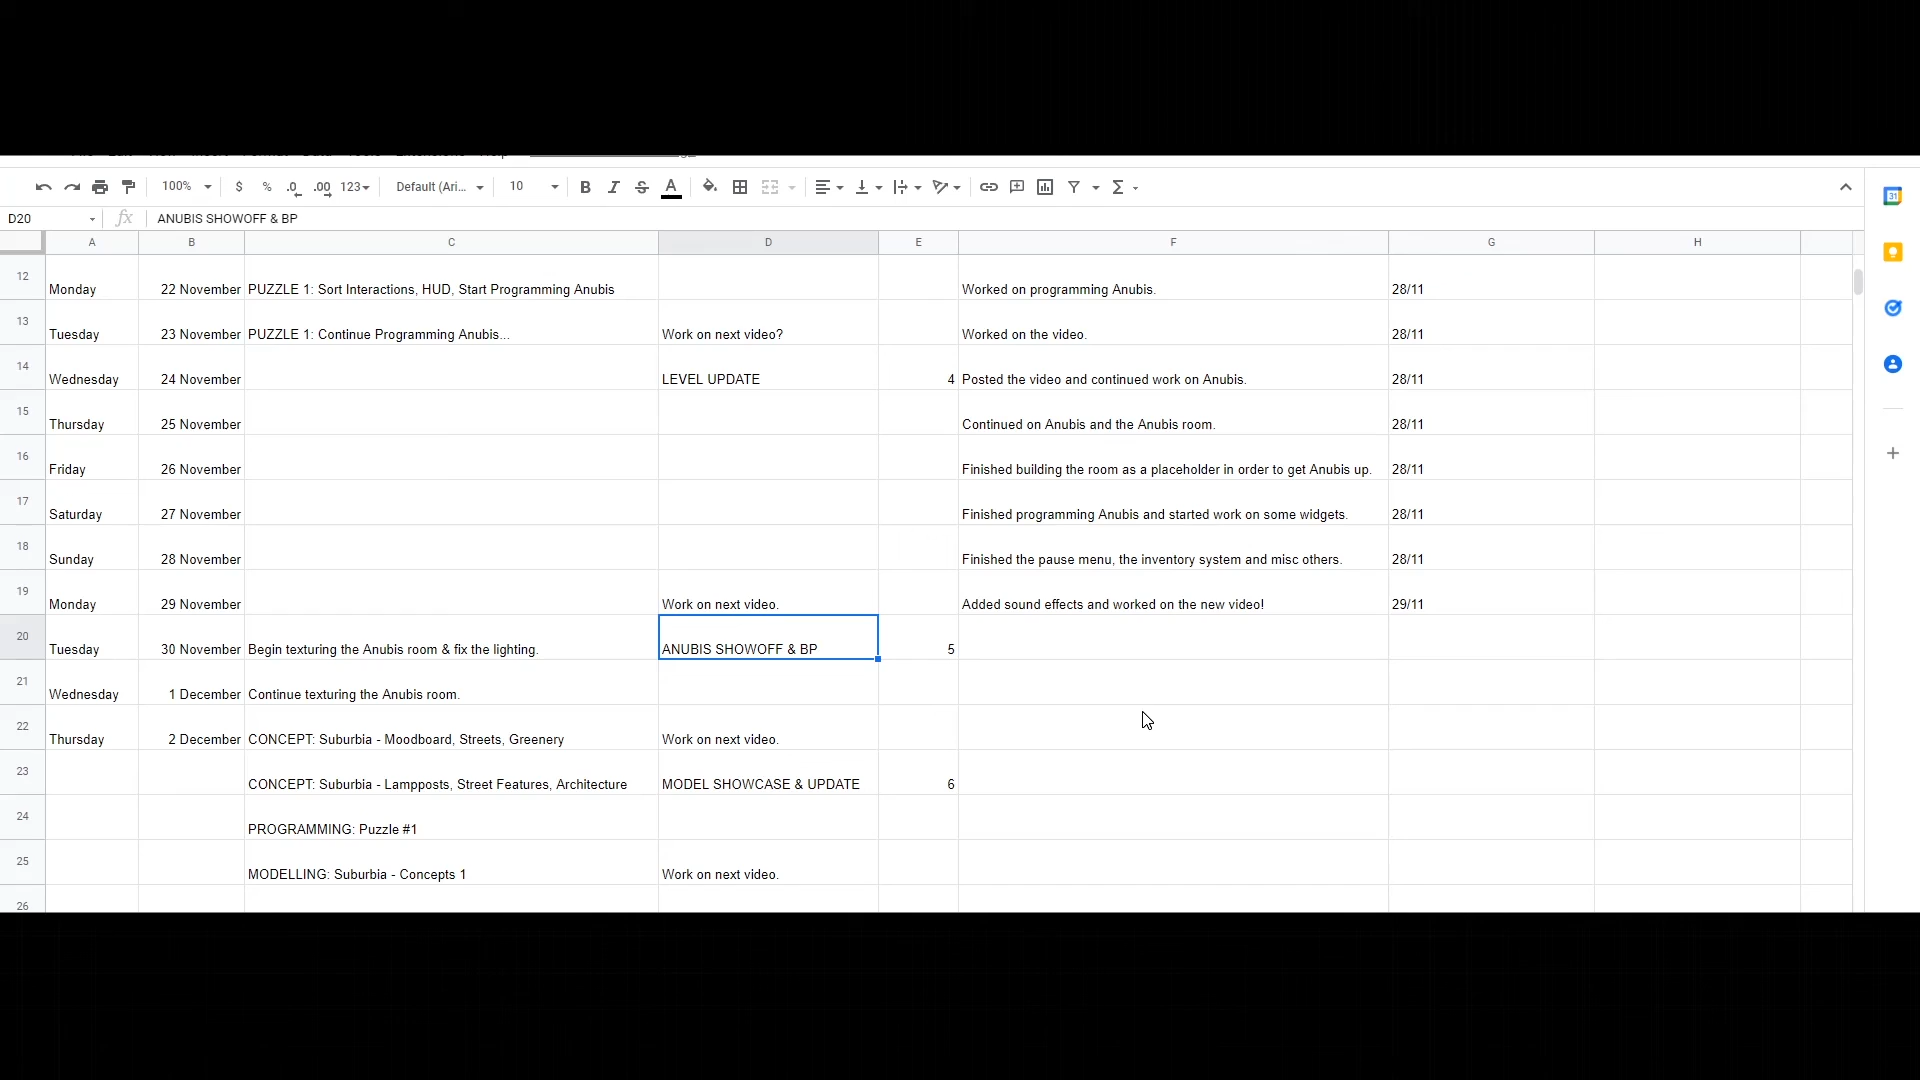 100%
$
%
.0
.00
123
Default (Ari...
10
B
I
S
A
D20
fx
ANUBIS SHOWOFF & BP
31
A B C D E F G H
12 Monday 22 November PUZZLE 1: Sort Interactions, HUD, Start Programming Anubis Worked on programming Anubis. 28/11
13 Tuesday 23 November PUZZLE 1: Continue Programming Anubis... Work on next video? Worked on the video. 28/11
14 Wednesday 24 November LEVEL UPDATE 4 Posted the video and continued work on Anubis. 28/11
15 Thursday 25 November Continued on Anubis and the Anubis room. 28/11
16 Friday 26 November Finished building the room as a placeholder in order to get Anubis up. 28/11
17 Saturday 27 November Finished programming Anubis and started work on some widgets. 28/11
18 Sunday 28 November Finished the pause menu, the inventory system and misc others. 28/11
19 Monday 29 November Work on next video. Added sound effects and worked on the new video! 29/11
20 Tuesday 30 November Begin texturing the Anubis room & fix the lighting. ANUBIS SHOWOFF & BP 5
21 Wednesday 1 December Continue texturing the Anubis room.
22 Thursday 2 December CONCEPT: Suburbia - Moodboard, Streets, Greenery Work on next video.
23 CONCEPT: Suburbia - Lampposts, Street Features, Architecture MODEL SHOWCASE & UPDATE 6
24 PROGRAMMING: Puzzle #1
25 MODELLING: Suburbia - Concepts 1 Work on next video.
26